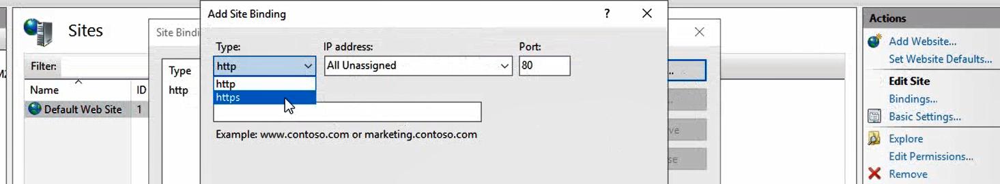 Add Site Binding
?
Sites
Site Bindi
Type:
IP address:
Port:
http
All Unassigned
80
http
https
Example: www.contoso.com or marketing.contoso.com
Filter:
Type
http
Name
ID
Default Web Site
1
...
Actions
Add Website...
Set Website Defaults...
Edit Site
Bindings...
Basic Settings...
Explore
Edit Permissions...
Remove